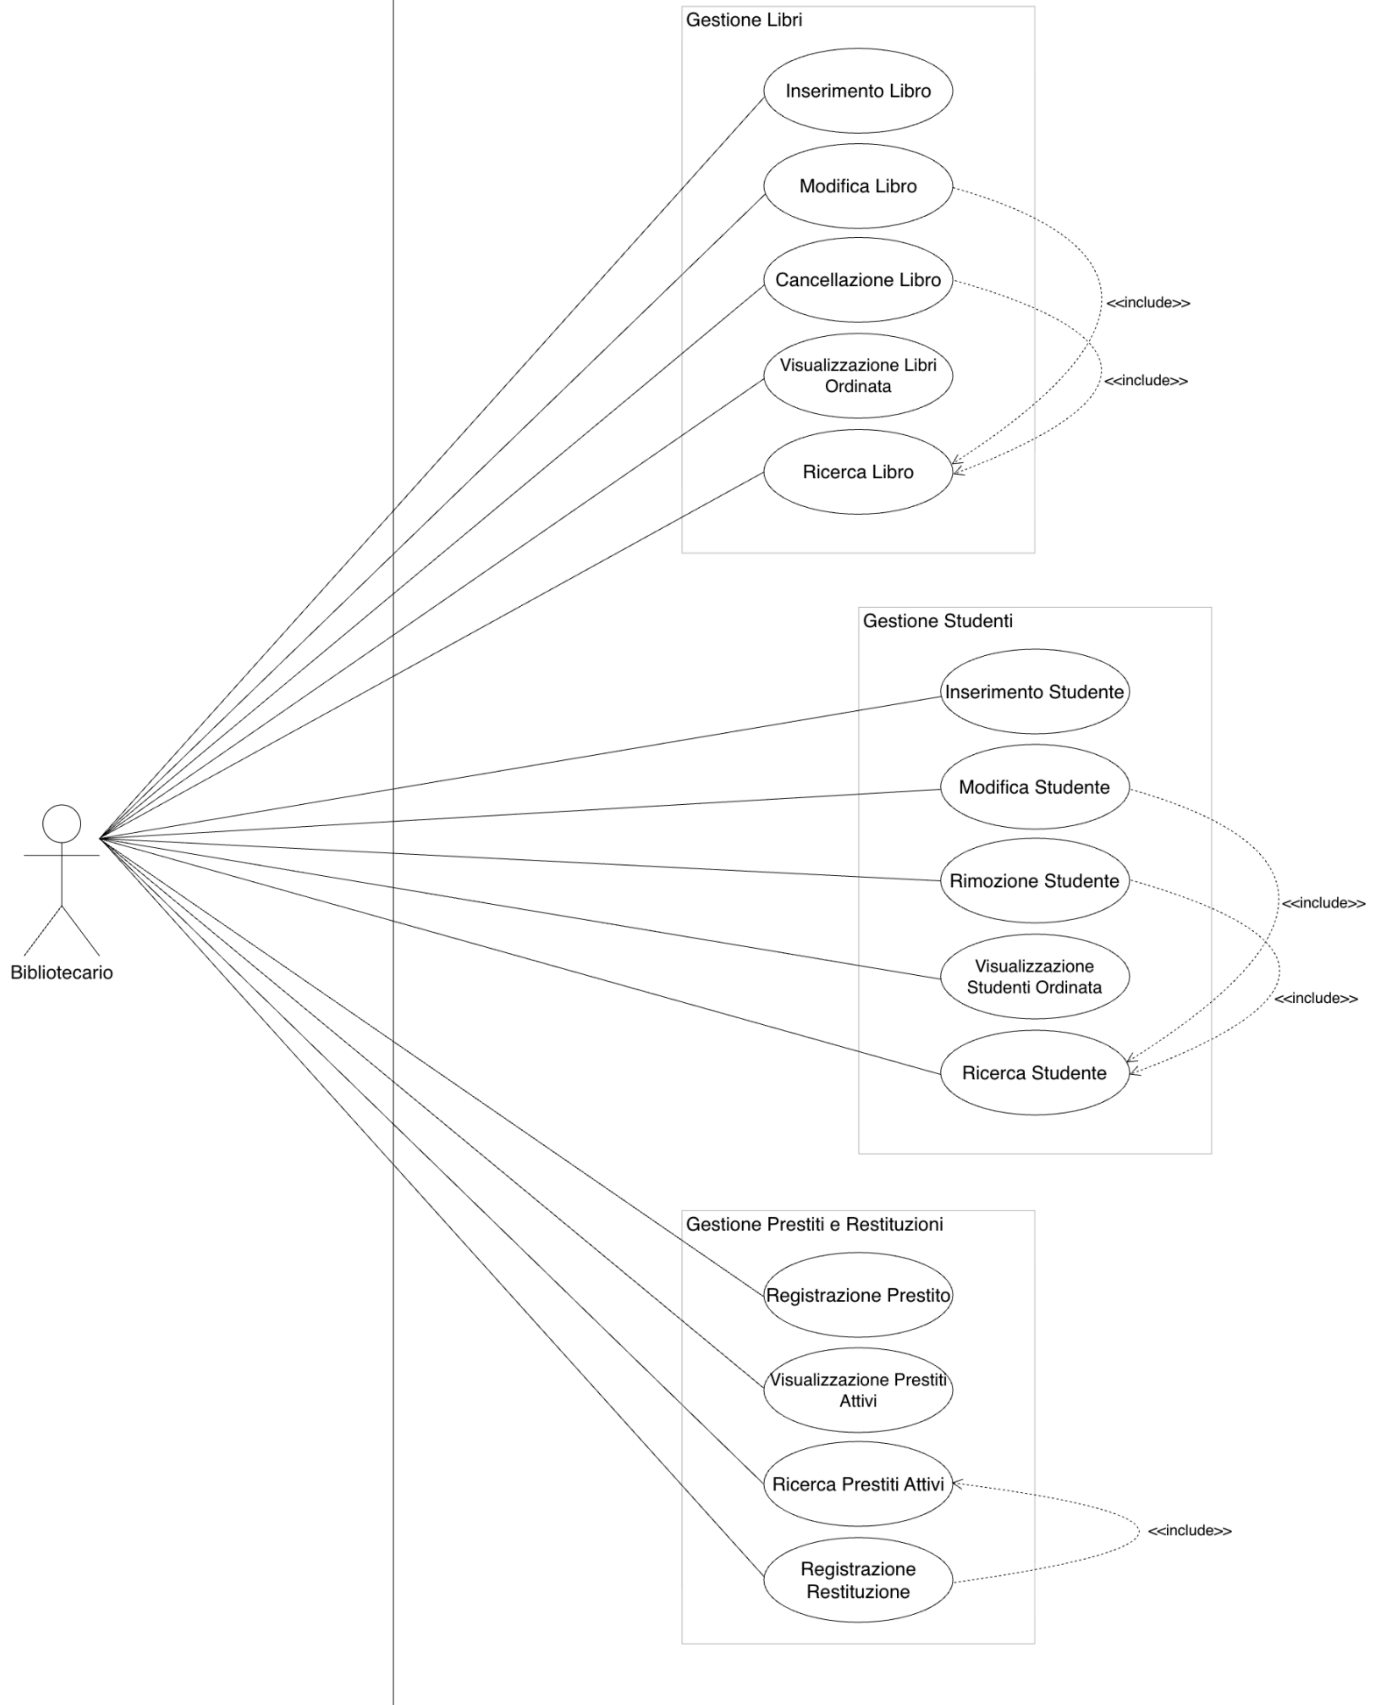 Gestione Libri
Inserimento Libro
Modifica Libro
Cancellazione Libro
<<include>>
Visualizzazione Libri
Ordinata
<<include>>
Ricerca Libro
Gestione Studenti
Inserimento Studente
Modifica Studente
Rimozione Studente
<<include>>
Visualizzazione
Studenti Ordinata
<<include>>
Ricerca Studente
Bibliotecario
Gestione Prestiti e Restituzioni
Registrazione Prestito
Visualizzazione Prestiti
Attivi
Ricerca Prestiti Attivi
<<include>>
Registrazione
Restituzione